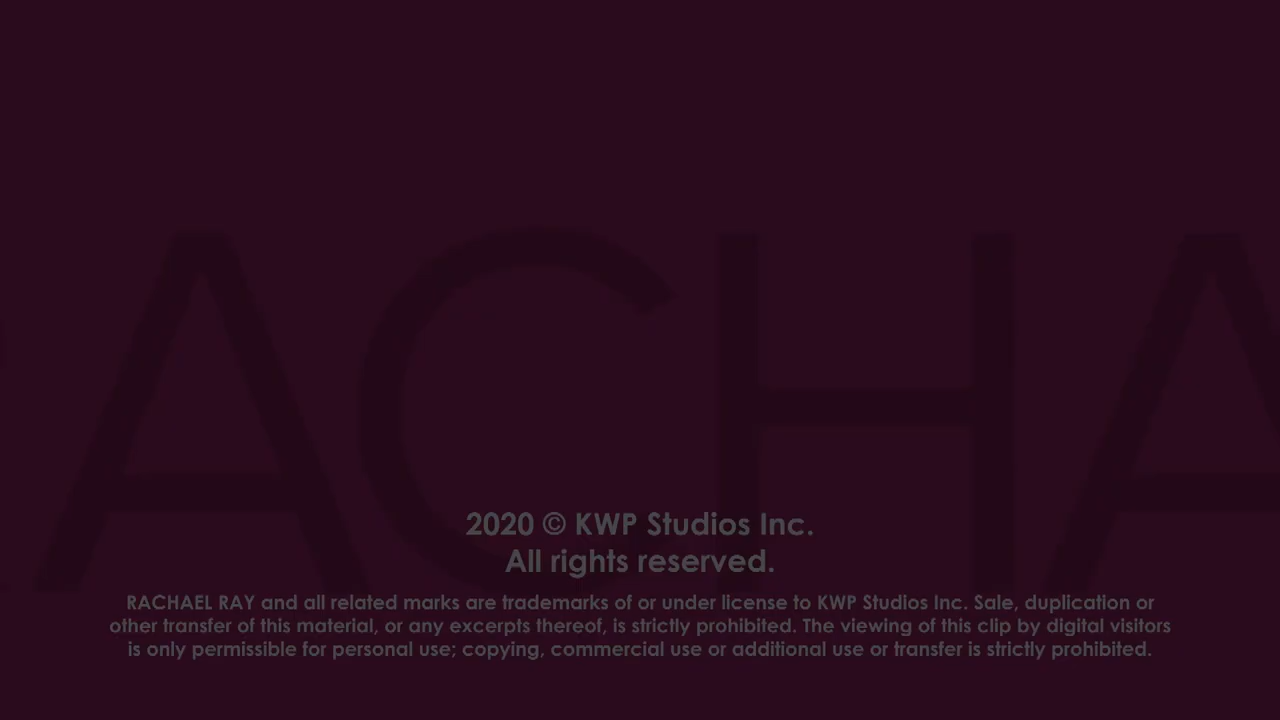 ACHA
2020 © KWP Studios Inc.
All rights reserved.
RACHAEL RAY and all related marks are trademarks of or under license to KWP Studios Inc. Sale, duplication or
other transfer of this material, or any excerpts thereof, is strictly prohibited. The viewing of this clip by digital visitors
is only permissible for personal use; copying, commercial use or additional use or transfer is strictly prohibited.